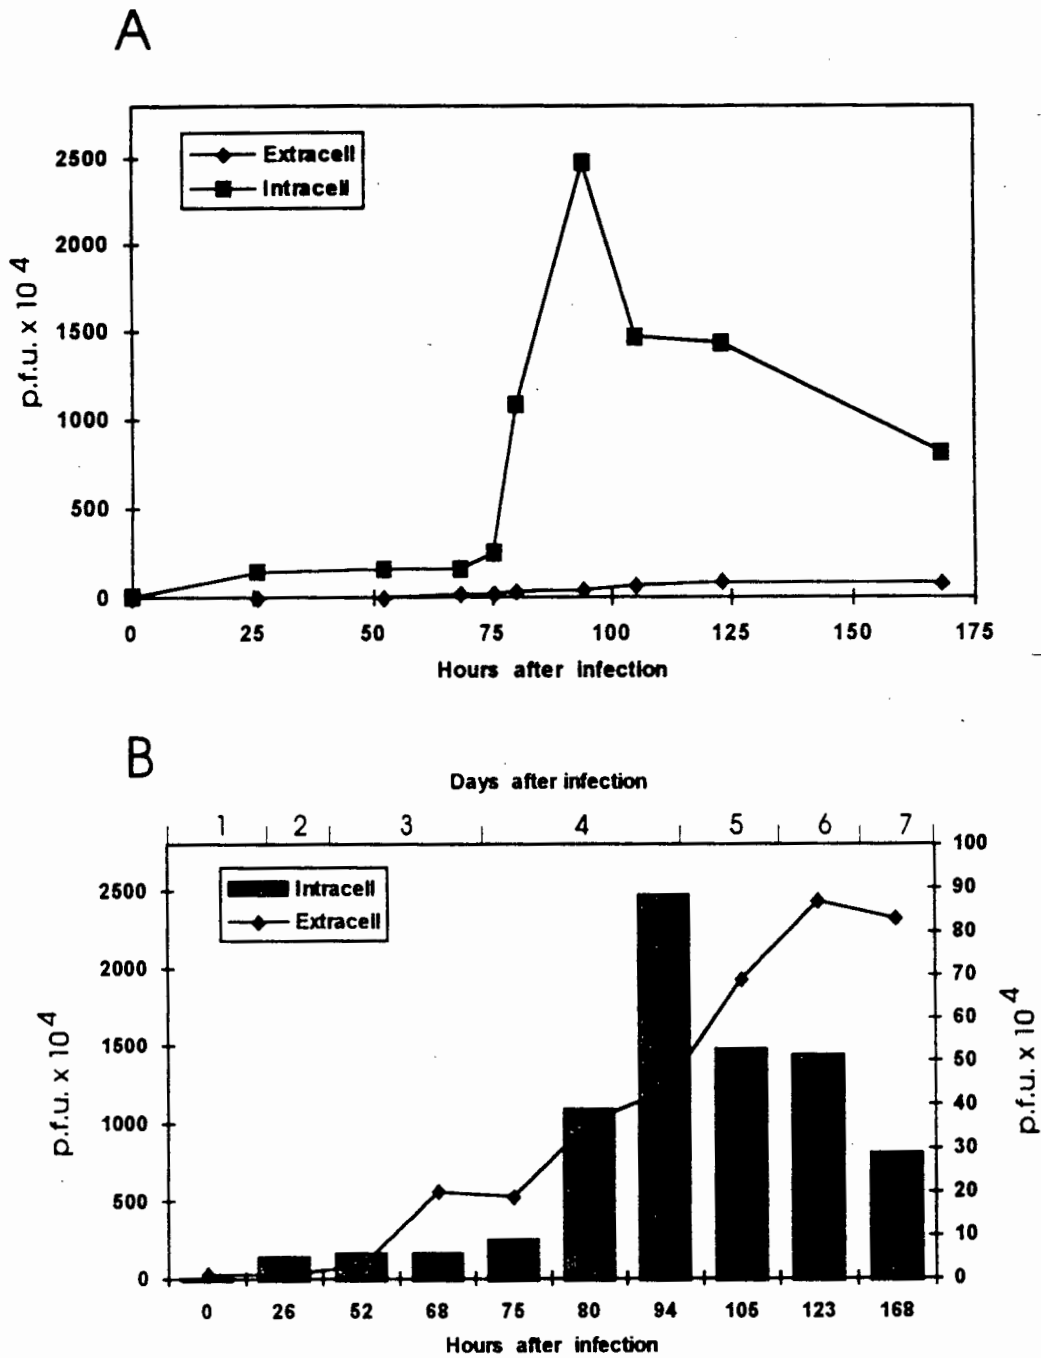 A
Extracell
Intracell
2500
2000
1500
1000
500
0
p.f.u. x 10 4
0 25 50 75 100 125 150 175
Hours after infection
B
Days after infection
1 2 3 4 5 6 7
Intracell
Extracell
2500
2000
1500
1000
500
0
p.f.u. x 10 4
100
90
80
70
60
50
40
30
20
10
0
p.f.u. x 10 4
0 26 52 68 75 80 94 105 123 168
Hours after infection